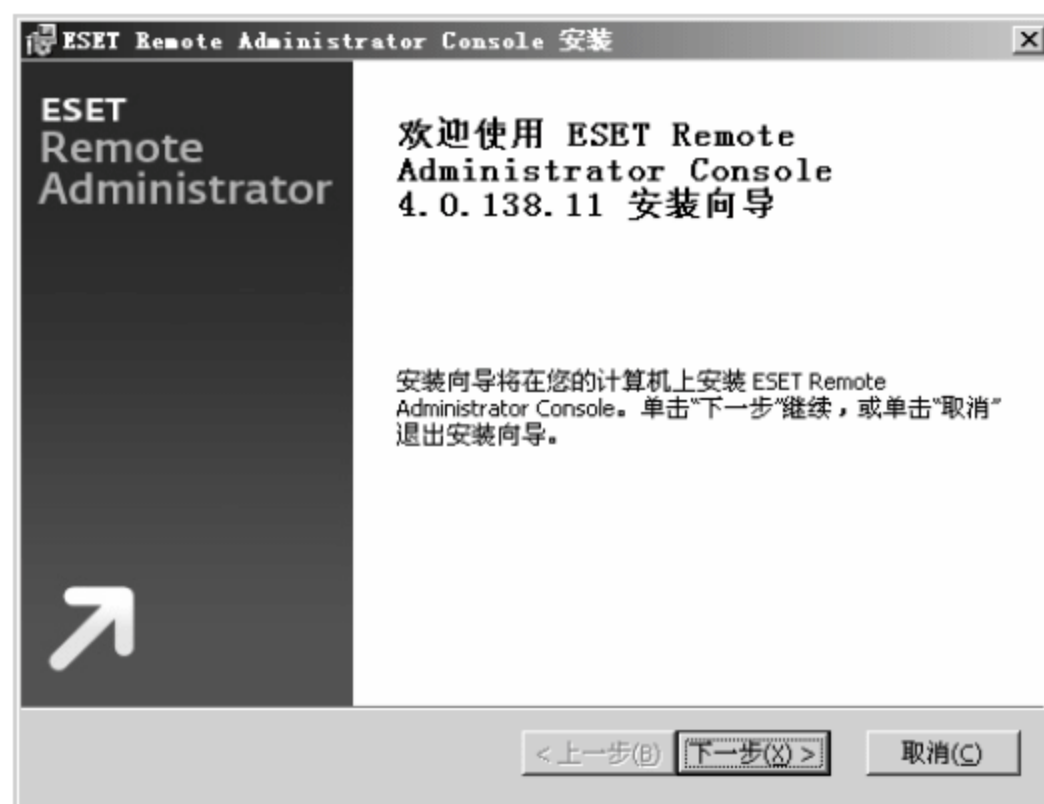 ESET Remote Administrator Console 安装
ESET
Remote
Administrator
欢迎使用 ESET Remote
Administrator Console
4.0.138.11 安装向导
安装向导将在您的计算机上安装 ESET Remote
Administrator Console。单击“下一步”继续，或单击“取消”
退出安装向导。
<上一步(B) 下一步(X) > 取消(C)